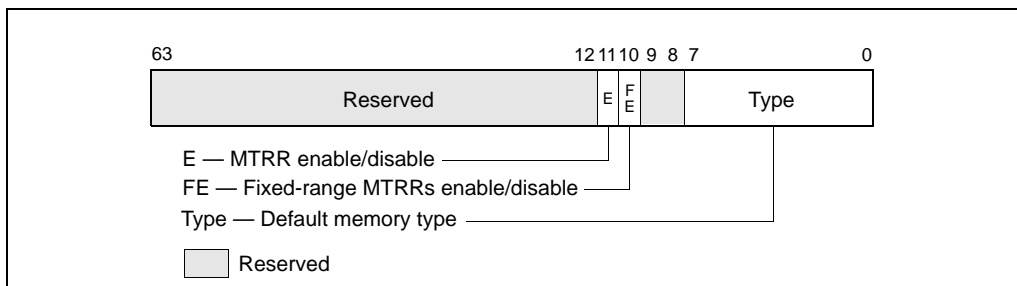 63 12 11 10 9 8 7 0
Reserved E FE Type
E — MTRR enable/disable
FE — Fixed-range MTRRs enable/disable
Type — Default memory type
Reserved